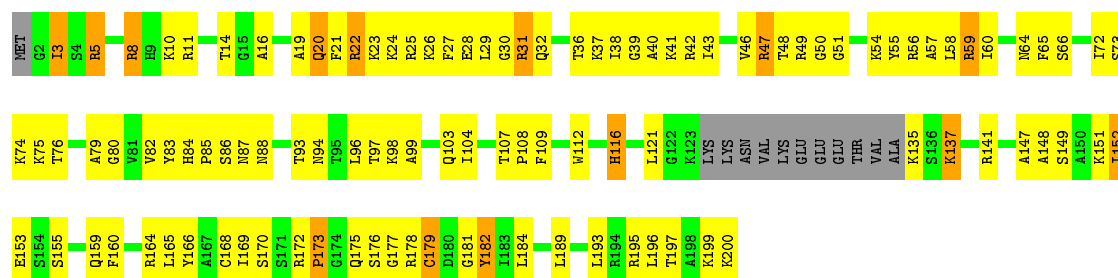 MET G2 I3 S4 R5 R8 H9 K10 R11 T14 G15 A16 A19 Q20 F21 R22 K23 K24 R25 K26 F27 E28 L29 G30 R31 Q32 T36 K37 I38 G39 A40 K41 R42 I43 V46 R47 T48 R49 G50 G51 K54 Y55 R56 A57 L58 R59 I60 N64 F65 S66 I72 S73
K74 K75 T76 A79 G80 V81 V82 Y83 H84 P85 S86 N87 N88 T93 N94 T95 L96 T97 K98 A99 Q103 I104 T107 P108 F109 W112 H116 L121 G122 K123 LYS LYS ASN VAL LYS GLU GLU GLU THR VAL ALA K135 S136 K137 R141 A147 A148 S149 A150 K151 I152
E153 S154 S155 Q159 F160 R164 L165 Y166 A167 C168 I169 S170 S171 R172 P173 G174 Q175 S176 G177 R178 C179 D180 G181 Y182 I183 L184 L189 L193 R194 R195 L196 T197 A198 K199 K200